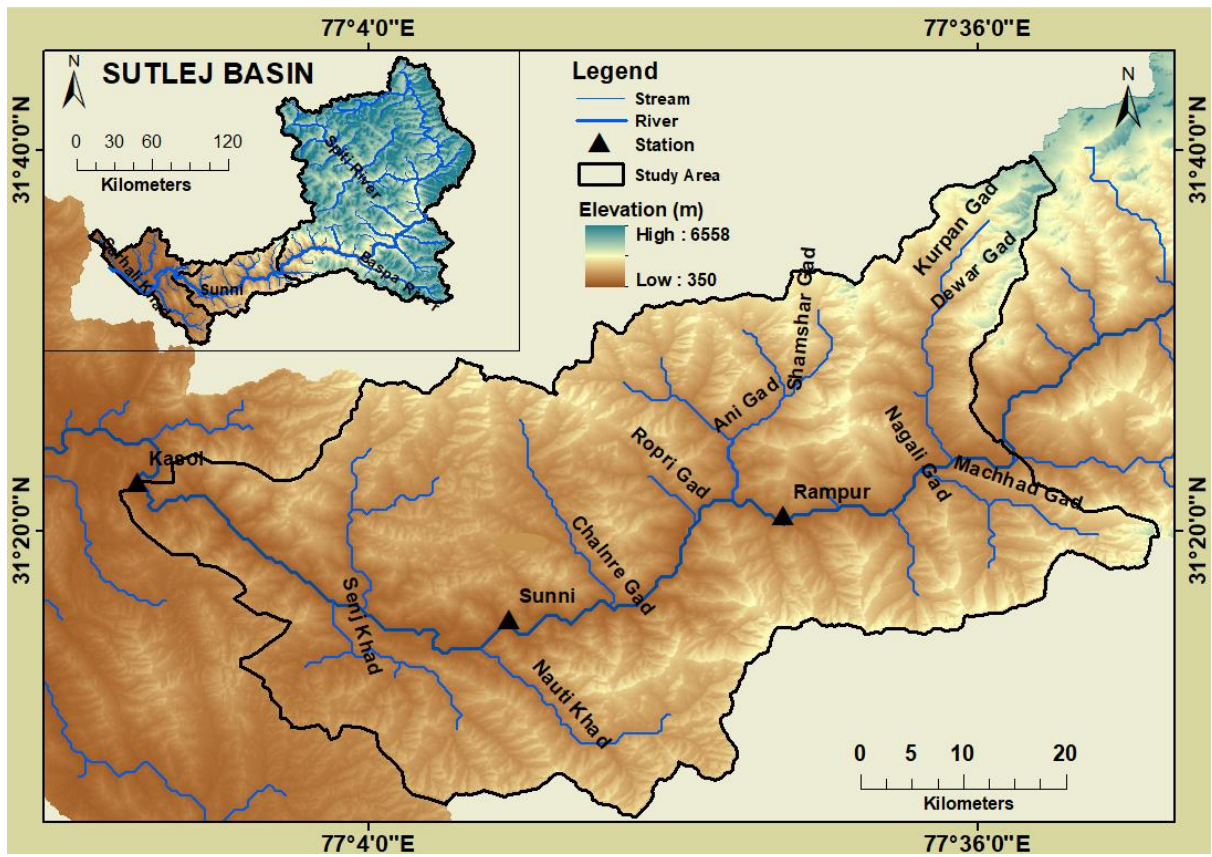 77°4'0"E
77°36'0"E
N
SUTLEJ BASIN
0 30 60 120
Kilometers
Spiti River
Baspa River
Sunni
Sarhali Khad
Legend
Stream
River
Station
Study Area
Elevation (m)
High : 6558
Low : 350
N
31°40'0"N
31°40'0"N
Kurpan Gad
Dewar Gad
Shamshar Gad
Ani Gad
Ropri Gad
Nagali Gad
Machhad Gad
Kasol
Rampur
31°20'0"N
31°20'0"N
Chalnre Gad
Sunni
Senj Khad
Nauti Khad
0 5 10 20
Kilometers
77°4'0"E
77°36'0"E